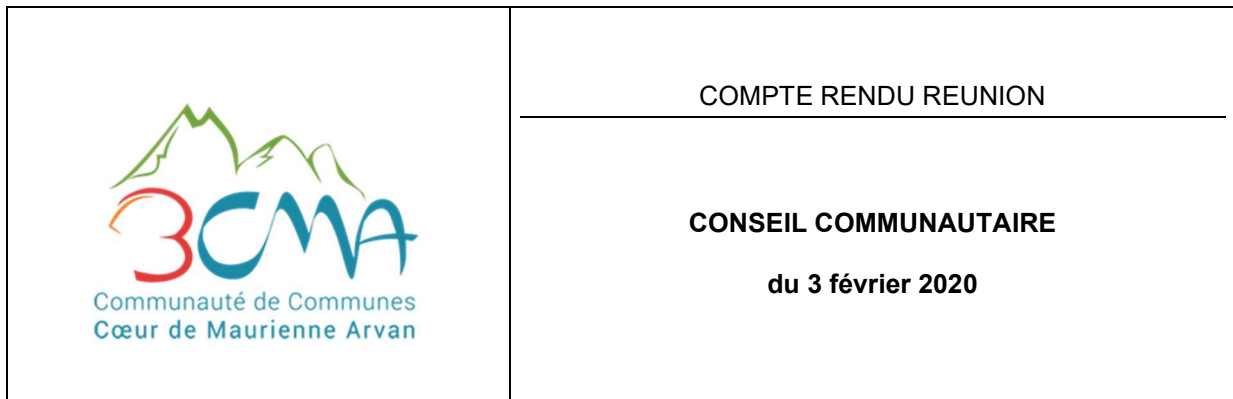 3CMA
Communauté de Communes
Cœur de Maurienne Arvan
COMPTE RENDU REUNION
CONSEIL COMMUNAUTAIRE
du 3 février 2020